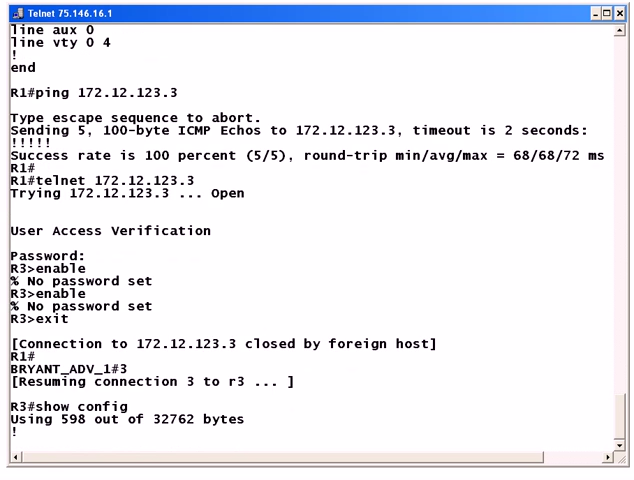 Telnet 75.146.16.1
line aux 0
line vty 0 4
!
end
R1#ping 172.12.123.3
Type escape sequence to abort.
Sending 5, 100-byte ICMP Echos to 172.12.123.3, timeout is 2 seconds:
!!!!!
Success rate is 100 percent (5/5), round-trip min/avg/max = 68/68/72 ms
R1#
R1#telnet 172.12.123.3
Trying 172.12.123.3 ... Open
User Access Verification
Password:
R3>enable
% No password set
R3>enable
% No password set
R3>exit
[Connection to 172.12.123.3 closed by foreign host]
R1#
BRYANT_ADV_1#3
[Resuming connection 3 to r3 ... ]
R3#show config
Using 598 out of 32762 bytes
!